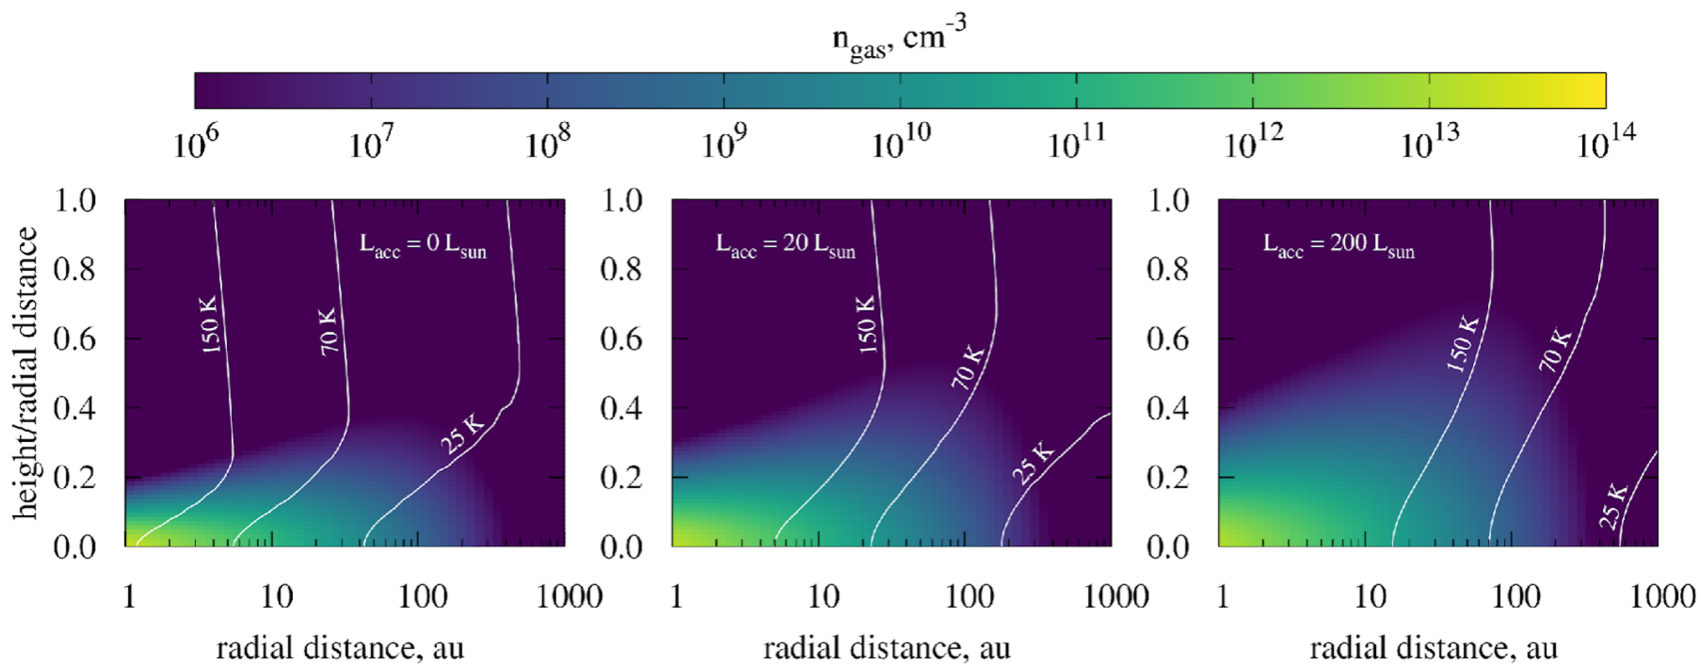 n_gas, cm^-3
10^6 10^7 10^8 10^9 10^10 10^11 10^12 10^13 10^14
height/radial distance
1.0
0.8
0.6
0.4
0.2
0.0
L_acc = 0 L_sun
150 K
70 K
25 K
1 10 100 1000
radial distance, au
1.0
0.8
0.6
0.4
0.2
0.0
L_acc = 20 L_sun
150 K
70 K
25 K
1 10 100 1000
radial distance, au
1.0
0.8
0.6
0.4
0.2
0.0
L_acc = 200 L_sun
150 K
70 K
25 K
1 10 100 1000
radial distance, au